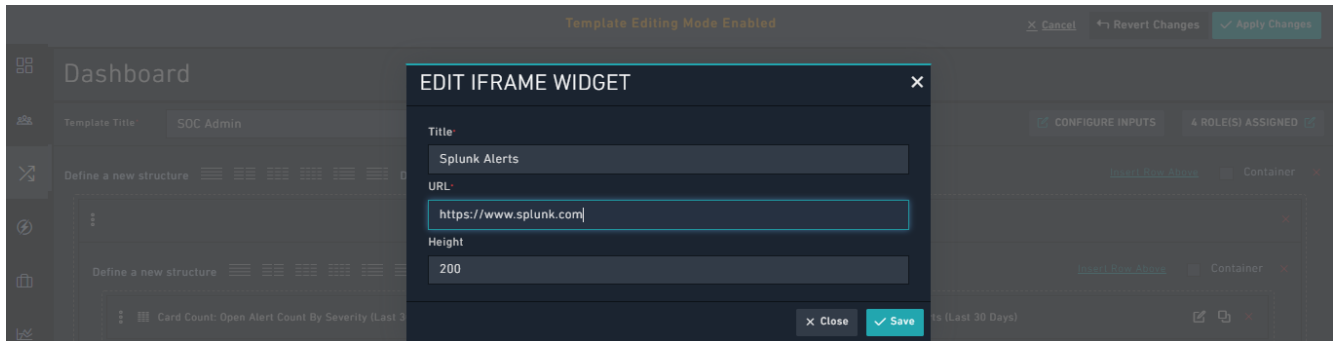 Template Editing Mode Enabled
× Cancel
Revert Changes
Apply Changes
Dashboard
EDIT IFRAME WIDGET
Template Title
SOC Admin
CONFIGURE INPUTS
4 ROLE(S) ASSIGNED
Title
Splunk Alerts
Define a new structure
Insert Row Above
Container
URL
https://www.splunk.com
Height
200
Define a new structure
Insert Row Above
Container
Card Count: Open Alert Count By Severity (Last 3
ts (Last 30 Days)
× Close
Save